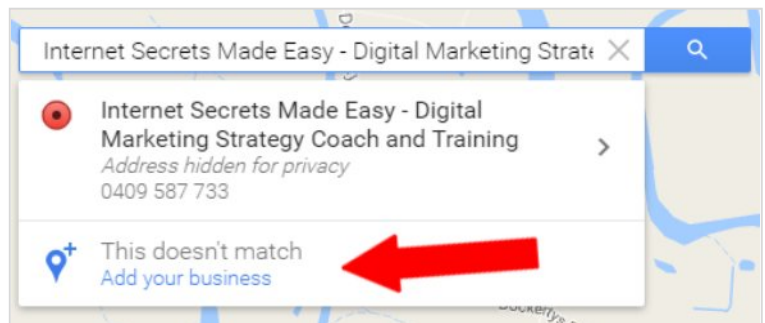 Internet Secrets Made Easy - Digital Marketing Strate
Internet Secrets Made Easy - Digital
Marketing Strategy Coach and Training
Address hidden for privacy
0409 587 733
This doesn't match
Add your business